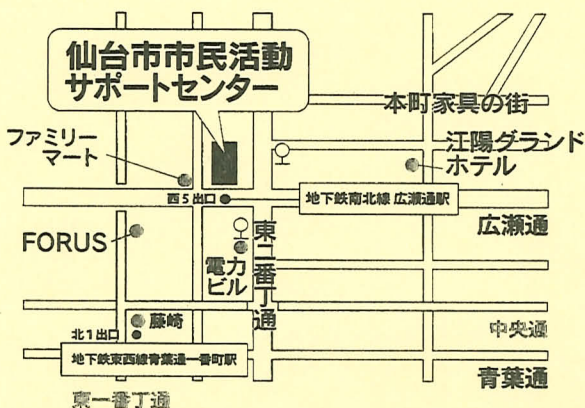 仙台市市民活動
サポートセンター
本町家具の街
ファミリー
マート
江陽グランド
ホテル
西5出口
地下鉄南北線 広瀬通駅
広瀬通
FORUS
東二番丁通
電力
ビル
藤崎
北1出口
中央通
地下鉄東西線青葉通一番町駅
青葉通
東一番丁通